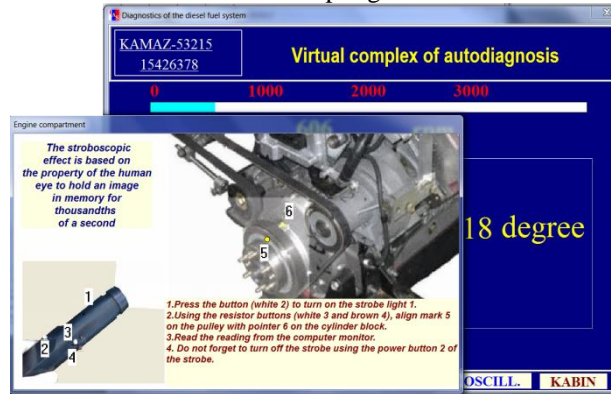 Diagnostics of the diesel fuel system
KAMAZ-53215
15426378
Virtual complex of autodiagnosis
0 1000 2000 3000
Engine compartment
606 rpm
The stroboscopic
effect is based on
the property of the human
eye to hold an image
in memory for
thousandths
of a second
6
5
18 degree
1
3
2
4
1.Press the button (white 2) to turn on the strobe light 1.
2.Using the resistor buttons (white 3 and brown 4), align mark 5
on the pulley with pointer 6 on the cylinder block.
3.Read the reading from the computer monitor.
4. Do not forget to turn off the strobe using the power button 2 of
the strobe.
OSCILL. KABIN